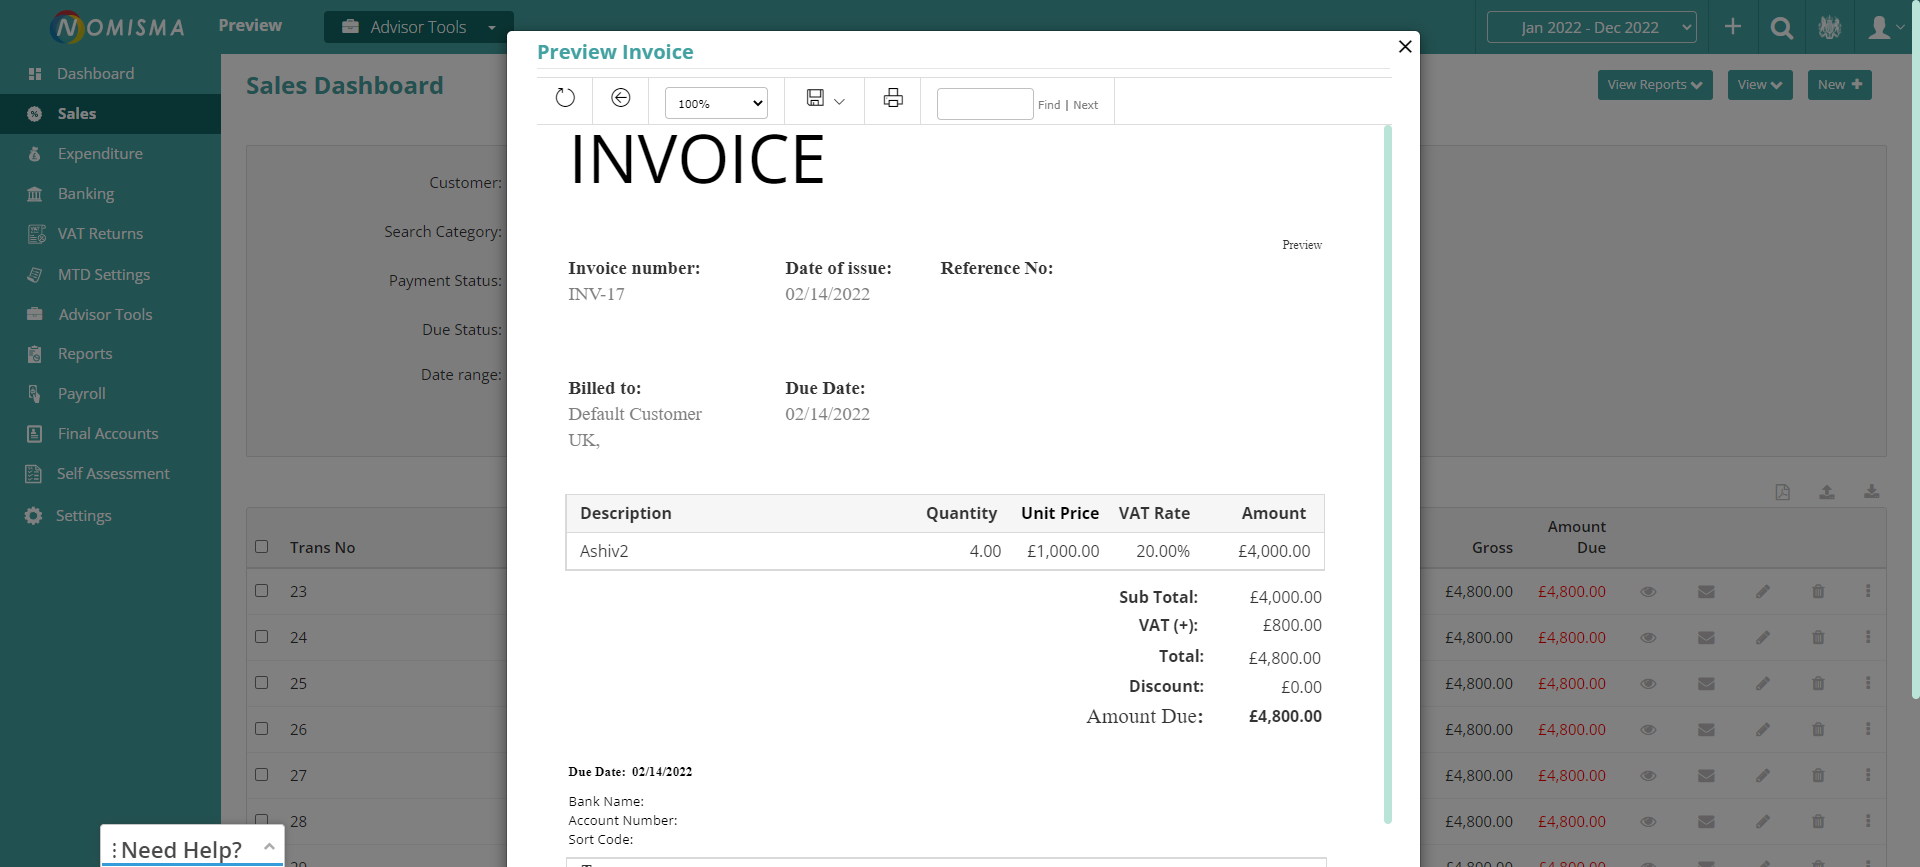 NOMISMA
Preview
Advisor Tools
Jan 2022 - Dec 2022
Dashboard
Sales
Expenditure
Banking
VAT Returns
MTD Settings
Advisor Tools
Reports
Payroll
Final Accounts
Self Assessment
Settings
Need Help?
Sales Dashboard
View Reports
View
New
Customer:
Search Category:
Payment Status:
Due Status:
Date range:
Trans No
Gross
Amount
Due
23 £4,800.00 £4,800.00
24 £4,800.00 £4,800.00
25 £4,800.00 £4,800.00
26 £4,800.00 £4,800.00
27 £4,800.00 £4,800.00
28 £4,800.00 £4,800.00
29 £4,800.00 £4,800.00
Preview Invoice
100%
Find | Next
INVOICE
Preview
Invoice number: Date of issue: Reference No:
INV-17 02/14/2022
Billed to: Due Date:
Default Customer 02/14/2022
UK,
Description Quantity Unit Price VAT Rate Amount
Ashiv2 4.00 £1,000.00 20.00% £4,000.00
Sub Total: £4,000.00
VAT (+): £800.00
Total: £4,800.00
Discount: £0.00
Amount Due: £4,800.00
Due Date: 02/14/2022
Bank Name:
Account Number:
Sort Code: